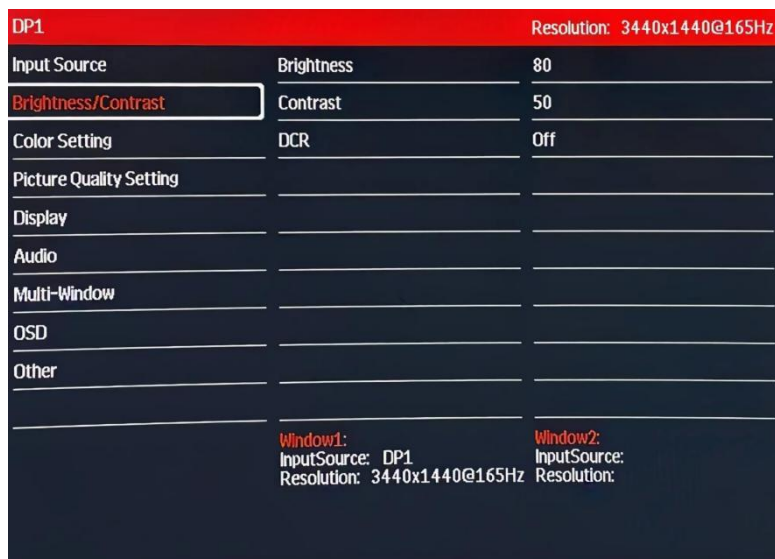 DP1 Resolution: 3440x1440@165Hz
Input Source Brightness 80
Brightness/Contrast Contrast 50
Color Setting DCR Off
Picture Quality Setting
Display
Audio
Multi-Window
OSD
Other
Window1: Window2:
InputSource: DP1 InputSource:
Resolution: 3440x1440@165Hz Resolution: